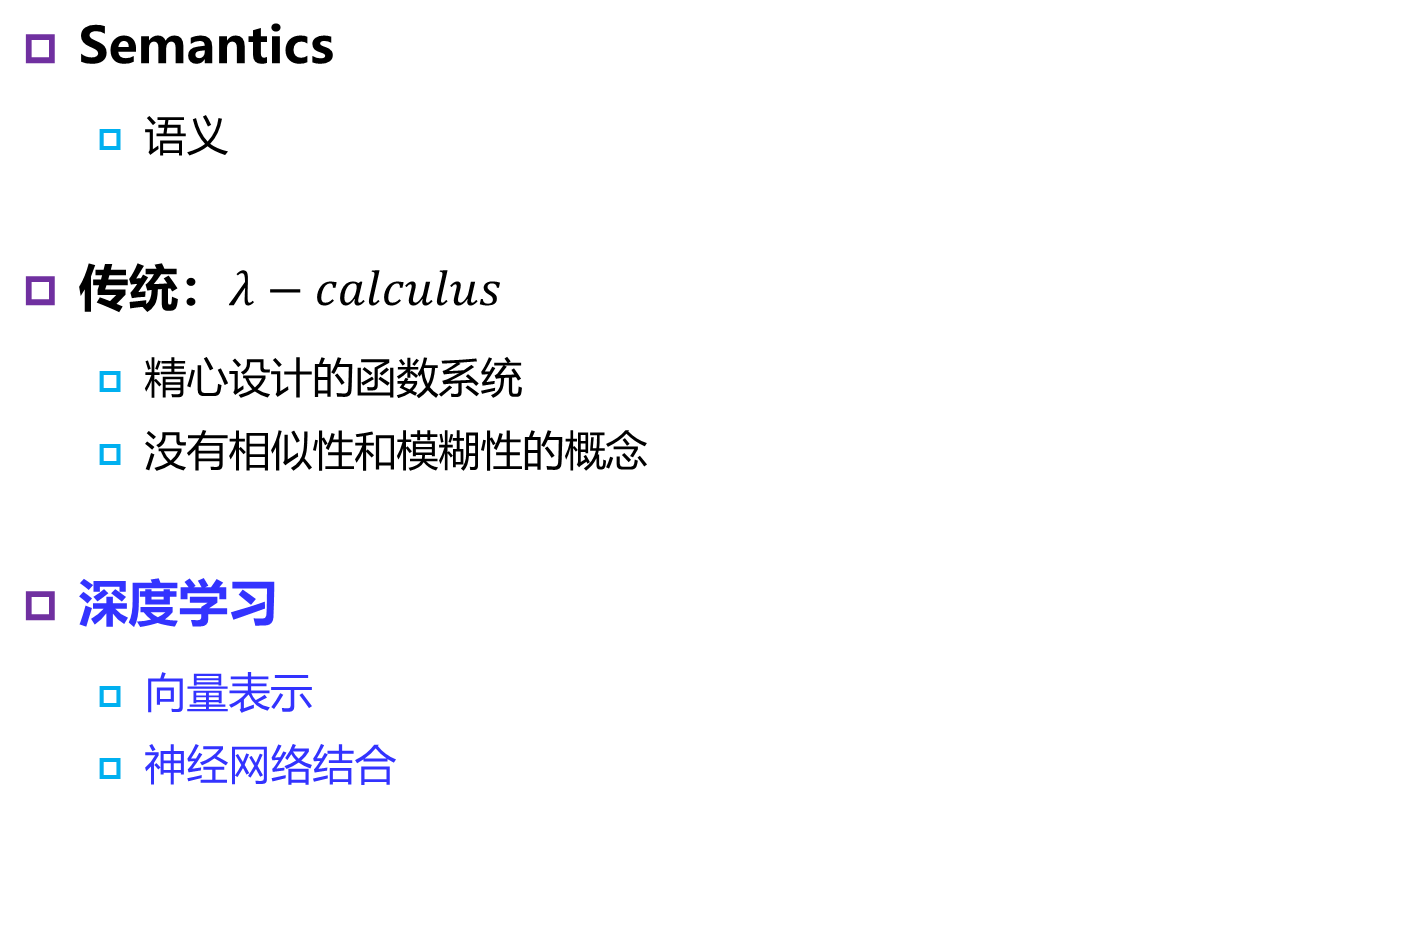 Semantics
语义
传统：λ − calculus
精心设计的函数系统
没有相似性和模糊性的概念
深度学习
向量表示
神经网络结合